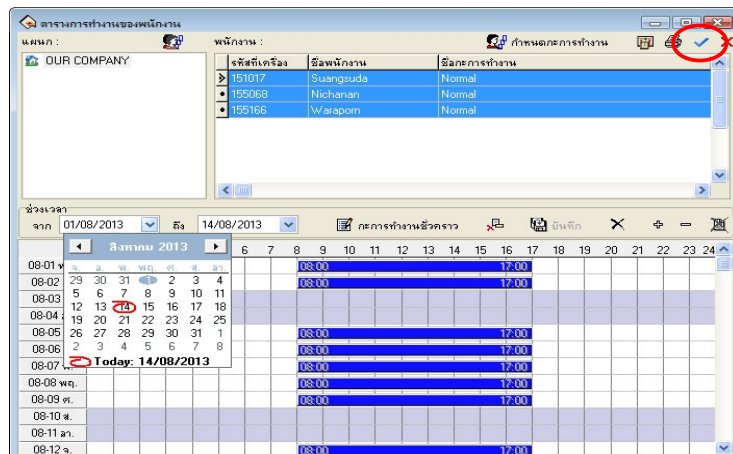 ตารางการทำงานของพนักงาน
แผนก :
พนักงาน :
กำหนดกะการทำงาน
OUR COMPANY
รหัสที่เครื่อง ชื่อพนักงาน ชื่อกะการทำงาน
151017 Suangsuda Normal
155068 Nichanan Normal
155166 Waraporn Normal
ช่วงเวลา
จาก 01/08/2013 ถึง 14/08/2013 กะการทำงานชั่วคราว บันทึก
สิงหาคม 2013
จ. อ. พ. พฤ. ศ. ส. อา.
29 30 31 1 2 3 4
5 6 7 8 9 10 11
12 13 14 15 16 17 18
19 20 21 22 23 24 25
26 27 28 29 30 31 1
2 3 4 5 6 7 8
Today: 14/08/2013
6 7 8 9 10 11 12 13 14 15 16 17 18 19 20 21 22 23 24
08-01 พ 08:00 17:00
08-02 08:00 17:00
08-03
08-04
08-05 08:00 17:00
08-06 08:00 17:00
08-07 พ. 08:00 17:00
08-08 พฤ. 08:00 17:00
08-09 ศ. 08:00 17:00
08-10 ส.
08-11 อา.
08-12 จ. 08:00 17:00